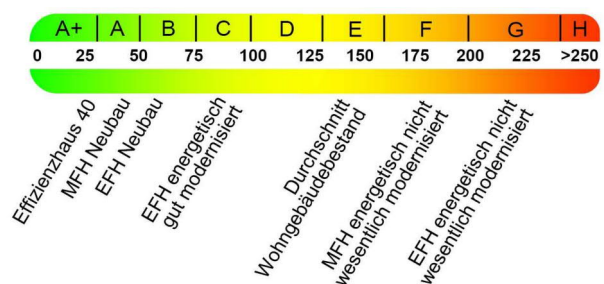 A+ A B C D E F G H
0 25 50 75 100 125 150 175 200 225 >250
Effizienzhaus 40
MFH Neubau
EFH Neubau
EFH energetisch
gut modernisiert
Durchschnitt
Wohngebäudebestand
MFH energetisch nicht
wesentlich modernisiert
EFH energetisch nicht
wesentlich modernisiert